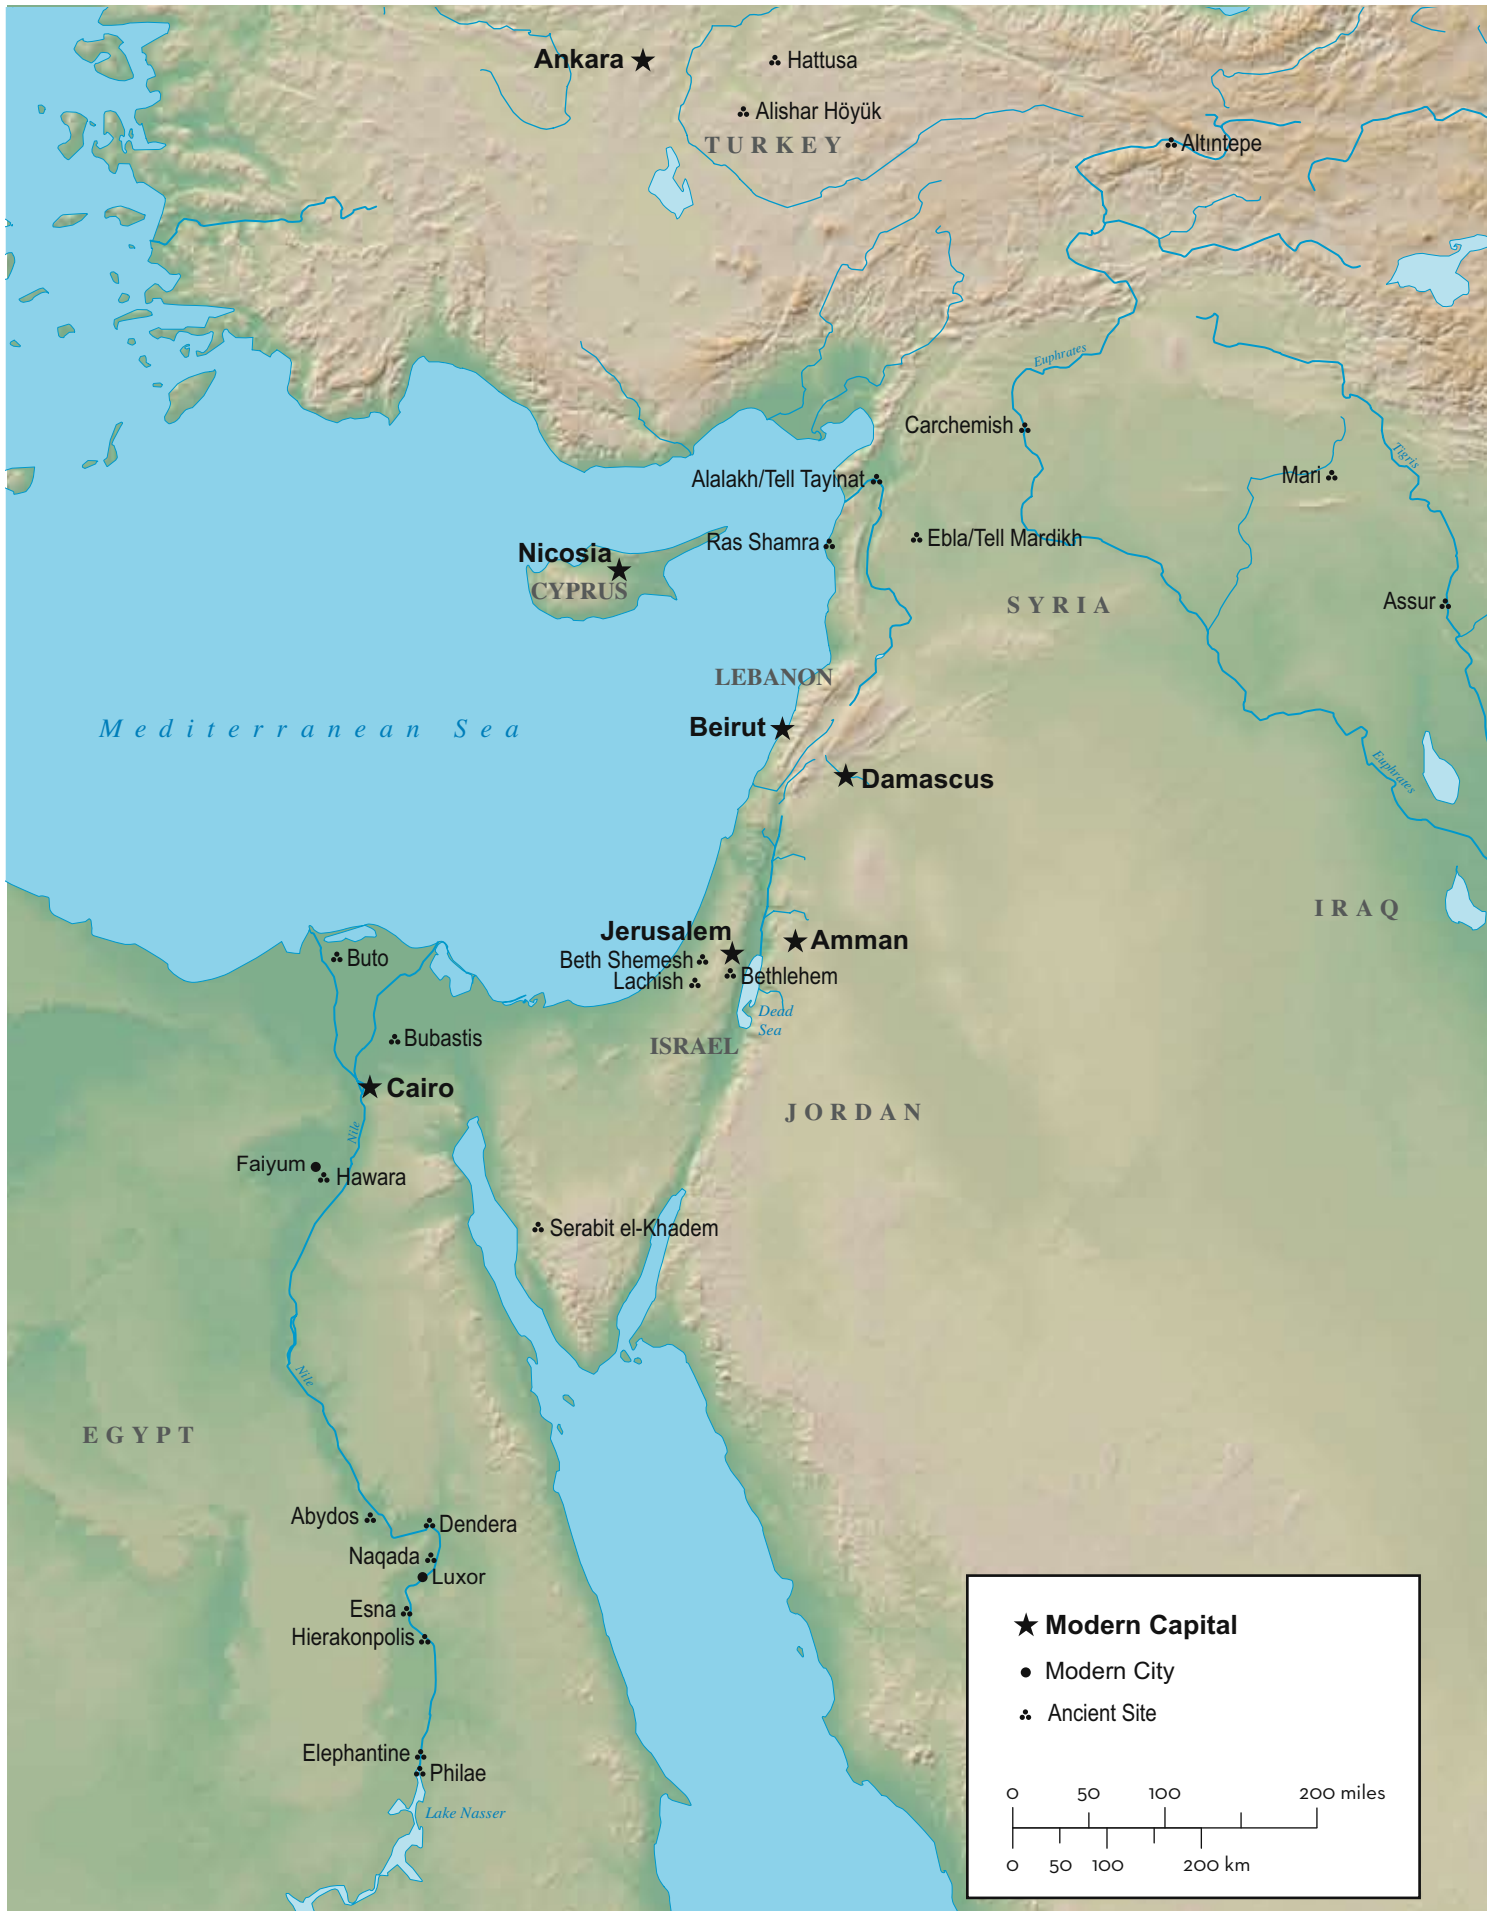 Ankara
Hattusa
Alishar Höyük
TURKEY
Altıntepe
Euphrates
Carchemish
Tigris
Alalakh/Tell Tayinat
Mari
Ras Shamra
Ebla/Tell Mardikh
Nicosia
CYPRUS
SYRIA
Assur
LEBANON
Mediterranean Sea
Beirut
Damascus
Euphrates
IRAQ
Jerusalem
Amman
Beth Shemesh
Bethlehem
Lachish
Buto
Dead
Sea
Bubastis
ISRAEL
Cairo
JORDAN
Nile
Faiyum
Hawara
Serabit el-Khadem
Nile
EGYPT
Abydos
Dendera
Naqada
Luxor
Esna
Hierakonpolis
Elephantine
Philae
Lake Nasser
Modern Capital
Modern City
Ancient Site
0 50 100 200 miles
0 50 100 200 km